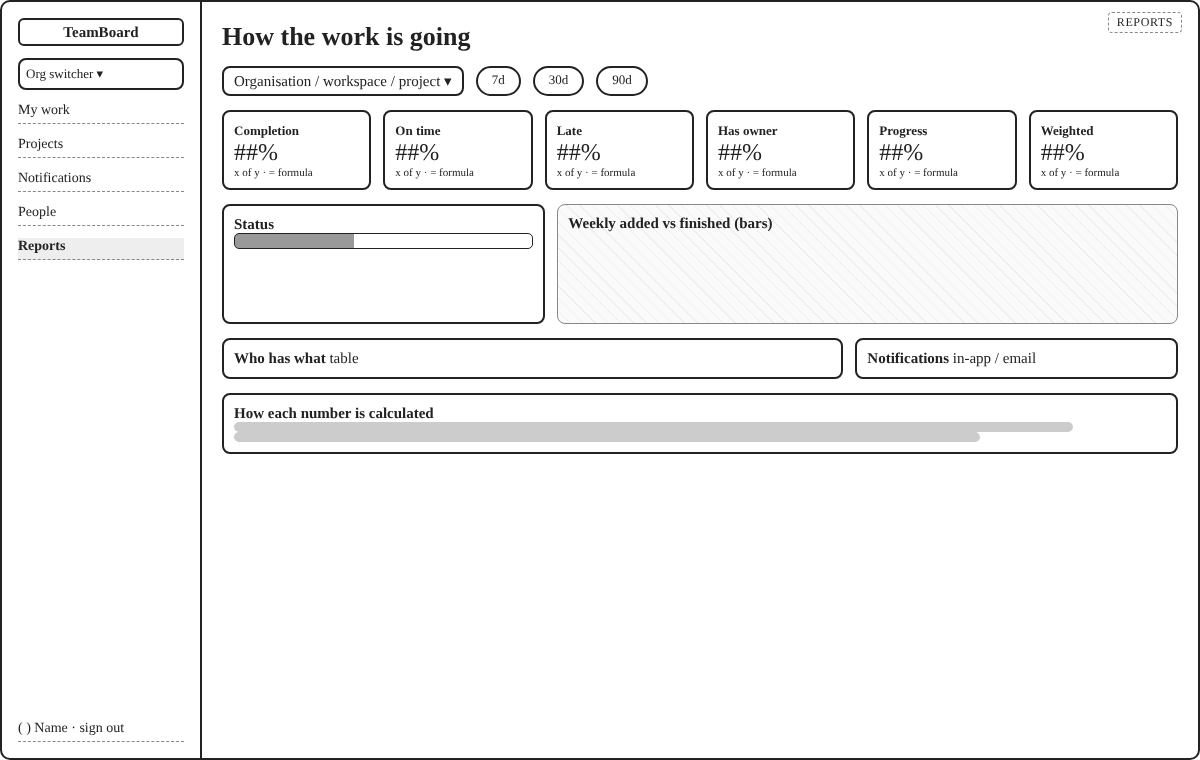 TeamBoard
Org switcher ▾
My work
Projects
Notifications
People
Reports
( ) Name · sign out
REPORTS
How the work is going
Organisation / workspace / project ▾
7d
30d
90d
Completion
##%
x of y · = formula
On time
##%
x of y · = formula
Late
##%
x of y · = formula
Has owner
##%
x of y · = formula
Progress
##%
x of y · = formula
Weighted
##%
x of y · = formula
Status
Weekly added vs finished (bars)
Who has what table
Notifications in-app / email
How each number is calculated